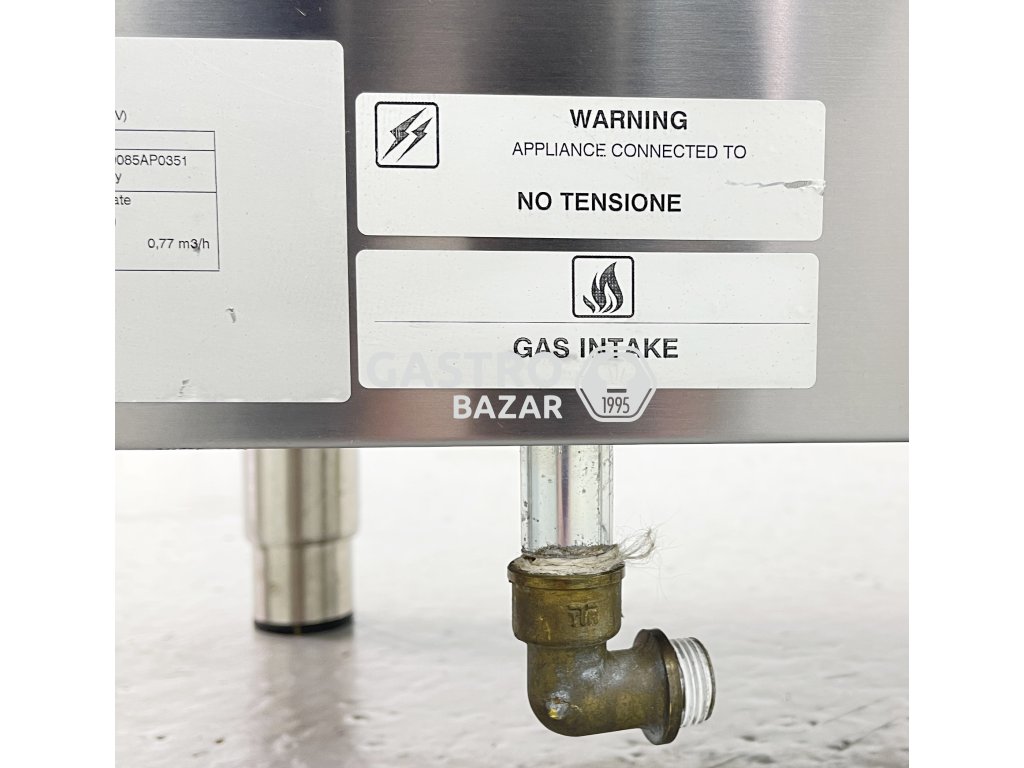 V)
0085AP0351
y
ate
)
0,77 m3/h
WARNING
APPLIANCE CONNECTED TO
NO TENSIONE
GAS INTAKE
GASTRO
BAZAR
1995